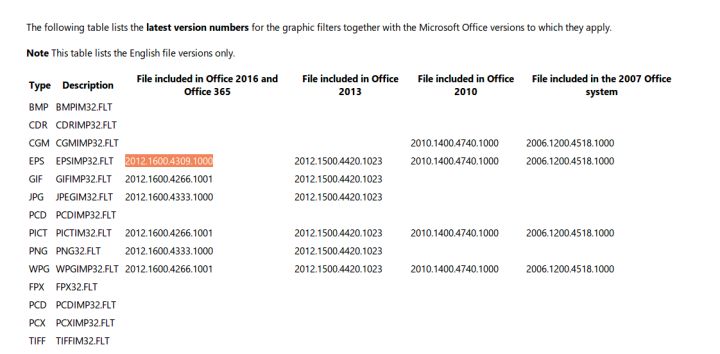 The following table lists the latest version numbers for the graphic filters together with the Microsoft Office versions to which they apply.
Note This table lists the English file versions only.
Type Description File included in Office 2016 and Office 365 File included in Office 2013 File included in Office 2010 File included in the 2007 Office system
BMP BMPIM32.FLT
CDR CDRIMP32.FLT
CGM CGMIMP32.FLT 2010.1400.4740.1000 2006.1200.4518.1000
EPS EPSIMP32.FLT 2012.1600.4309.1000 2012.1500.4420.1023 2010.1400.4740.1000 2006.1200.4518.1000
GIF GIFIMP32.FLT 2012.1600.4266.1001 2012.1500.4420.1023
JPG JPEGIM32.FLT 2012.1600.4333.1000 2012.1500.4420.1023
PCD PCDIMP32.FLT
PICT PICTIM32.FLT 2012.1600.4266.1001 2012.1500.4420.1023 2010.1400.4740.1000 2006.1200.4518.1000
PNG PNG32.FLT 2012.1600.4333.1000 2012.1500.4420.1023
WPG WPGIMP32.FLT 2012.1600.4266.1001 2012.1500.4420.1023 2010.1400.4740.1000 2006.1200.4518.1000
FPX FPX32.FLT
PCD PCDIMP32.FLT
PCX PCXIMP32.FLT
TIFF TIFFIM32.FLT